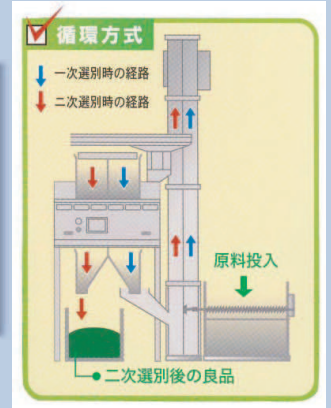 循環方式
一次選別時の経路
二次選別時の経路
原料投入
二次選別後の良品